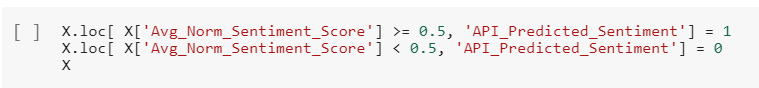 [ ] X.loc[ X['Avg_Norm_Sentiment_Score'] >= 0.5, 'API_Predicted_Sentiment'] = 1
X.loc[ X['Avg_Norm_Sentiment_Score'] < 0.5, 'API_Predicted_Sentiment'] = 0
X